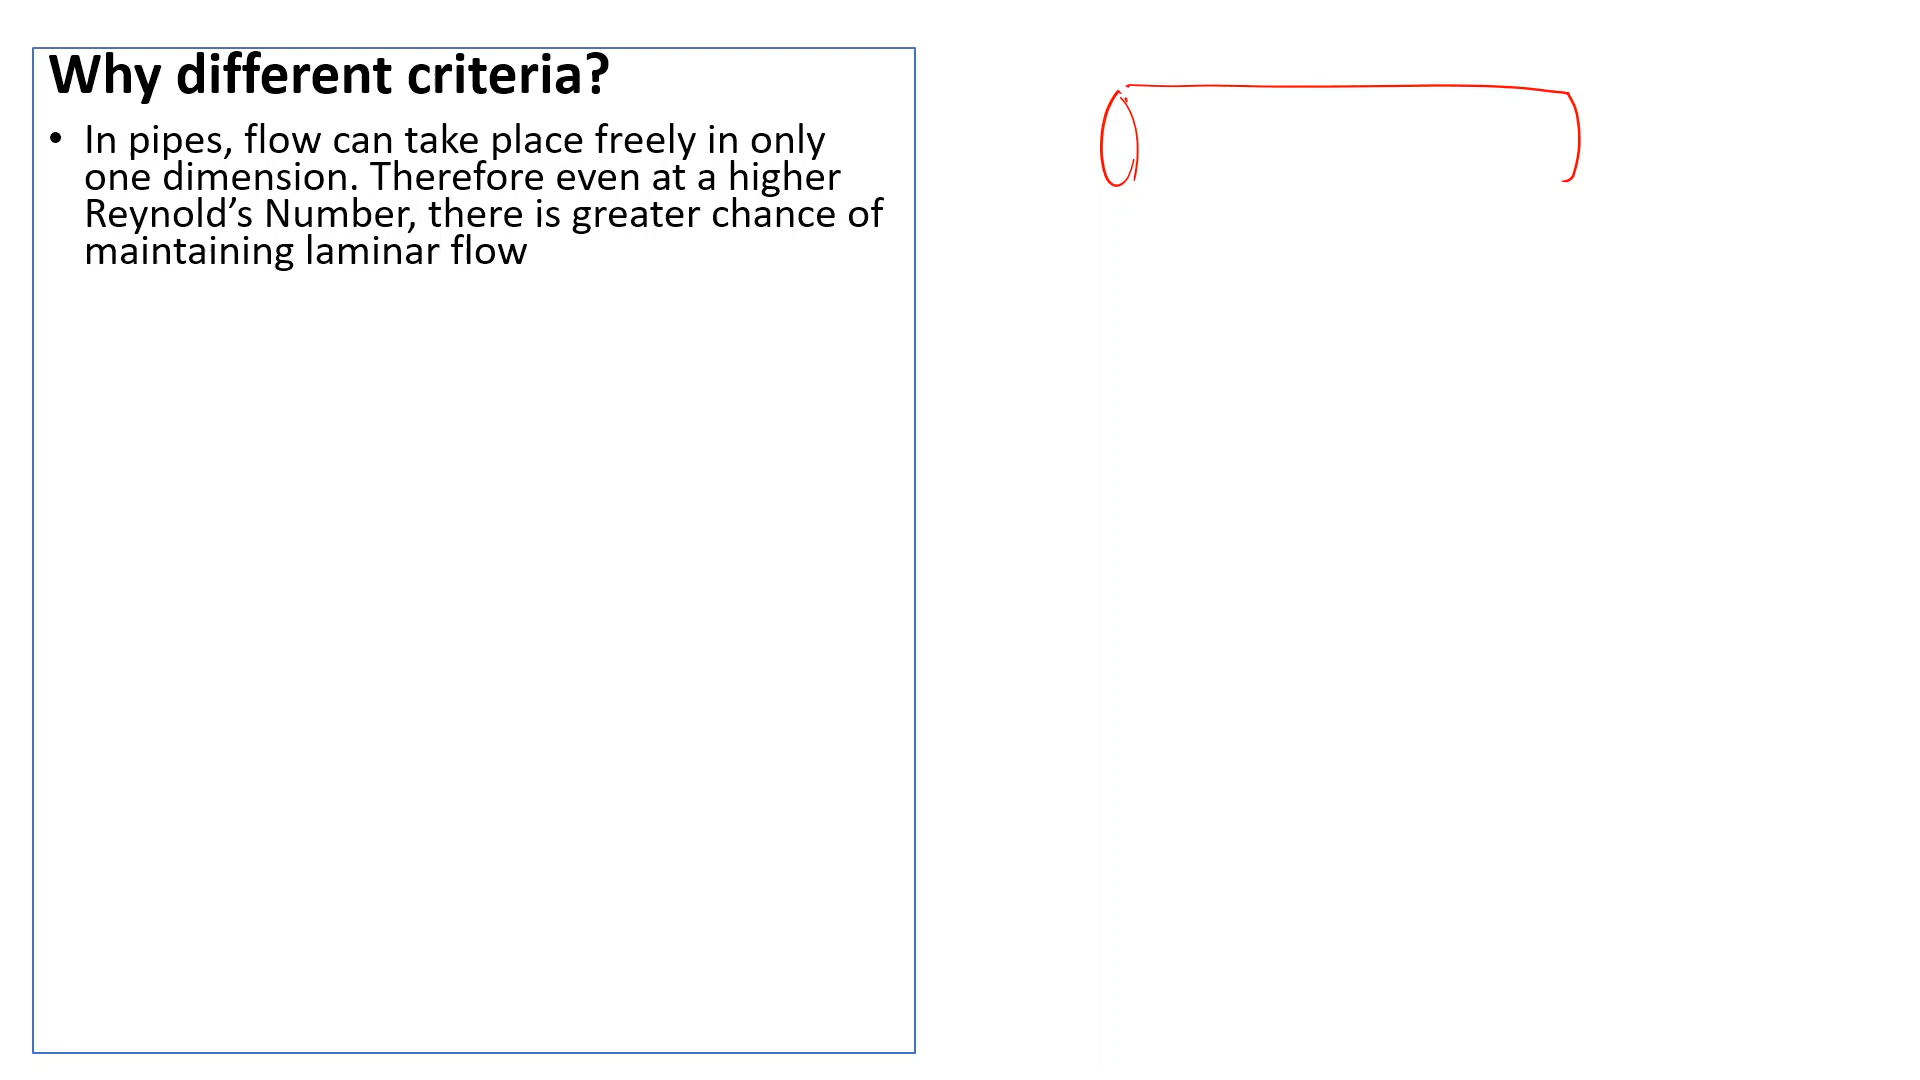 Why different criteria?
• In pipes, flow can take place freely in only
one dimension. Therefore even at a higher
Reynold’s Number, there is greater chance of
maintaining laminar flow